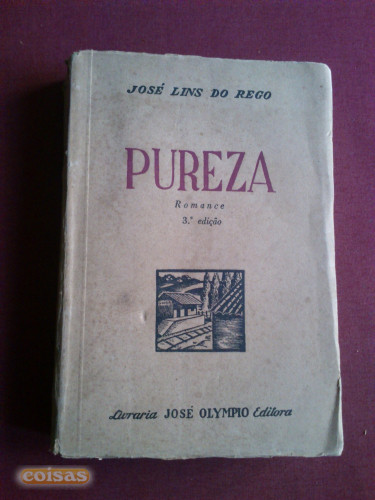 JOSÉ LINS DO REGO
PUREZA
Romance
3.ª edição
Livraria JOSÉ OLYMPIO Editora
coisas